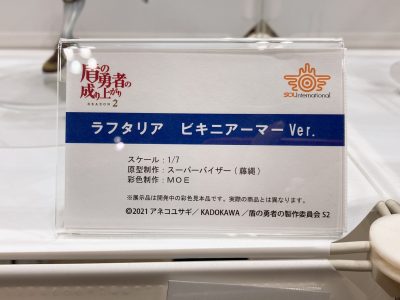 盾の勇者の
成り上がり
SEASON 2
SOL International
ラフタリア ビキニアーマー Ver.
スケール：1/7
原型制作：スーパーバイザー（藤縄）
彩色制作：MOE
※展示品は開発中の彩色見本品です。実際の商品とは異なります。
©2021 アネコユサギ／KADOKAWA／盾の勇者の製作委員会 S2